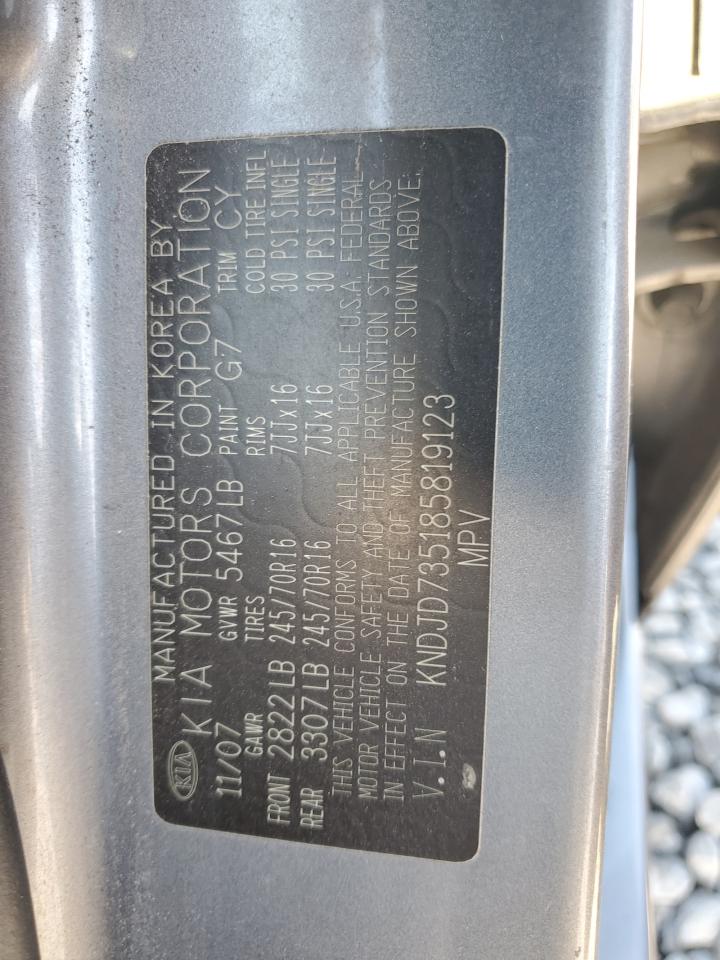 MANUFACTURED IN KOREA BY
KIA KIA MOTORS CORPORATION
11/07 GVWR 5467LB PAINT G7 TRIM CY
GAWR TIRES RIMS COLD TIRE INFL
FRONT 2822LB 245/70R16 7JJx16 30 PSI SINGLE
REAR 3307LB 245/70R16 7JJx16 30 PSI SINGLE
THIS VEHICLE CONFORMS TO ALL APPLICABLE U.S.A. FEDERAL
MOTOR VEHICLE SAFETY AND THEFT PREVENTION STANDARDS
IN EFFECT ON THE DATE OF MANUFACTURE SHOWN ABOVE.
V.I.N KNDJD735185819123
MPV